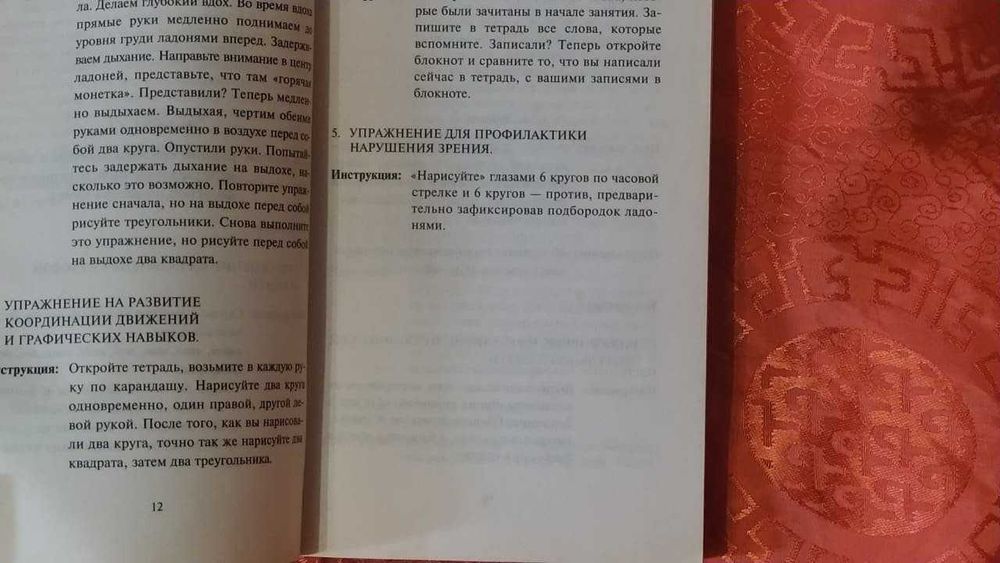 ла. Делаем глубокий вдох. Во время вдоха
прямые руки медленно поднимаем до
уровня груди ладонями вперед. Задержи-
ваем дыхание. Направьте внимание в центр
ладоней, представьте, что там «горячая
монетка». Представили? Теперь медлен-
но выдыхаем. Выдыхая, чертим обеими
руками одновременно в воздухе перед со-
бой два круга. Опустили руки. Попытай-
тесь задержать дыхание на выдохе, на-
сколько это возможно. Повторите упраж-
нение сначала, но на выдохе перед собой
рисуйте треугольники. Снова выполните
это упражнение, но рисуйте перед собой
на выдохе два квадрата.
УПРАЖНЕНИЕ НА РАЗВИТИЕ
КООРДИНАЦИИ ДВИЖЕНИЙ
И ГРАФИЧЕСКИХ НАВЫКОВ.
струкция: Откройте тетрадь, возьмите в каждую ру-
ку по карандашу. Нарисуйте два круга
одновременно, один правой, другой ле-
вой рукой. После того, как вы нарисова-
ли два круга, точно так же нарисуйте два
квадрата, затем два треугольника.
12
рые были зачитаны в начале занятия. За-
пишите в тетрадь все слова, которые
вспомните. Записали? Теперь откройте
блокнот и сравните то, что вы написали
сейчас в тетрадь, с вашими записями в
блокноте.
5. УПРАЖНЕНИЕ ДЛЯ ПРОФИЛАКТИКИ
НАРУШЕНИЯ ЗРЕНИЯ.
Инструкция: «Нарисуйте» глазами 6 кругов по часовой
стрелке и 6 кругов — против, предвари-
тельно зафиксировав подбородок ладо-
нями.